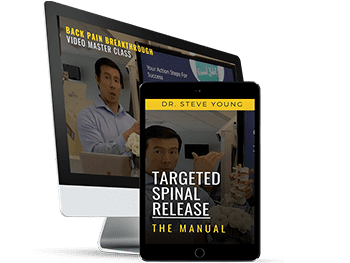 BACK PAIN BREAKTHROUGH
VIDEO MASTER CLASS
Your Action Steps For
Success
DR. STEVE YOUNG
TARGETED
SPINAL
RELEASE
THE MANUAL